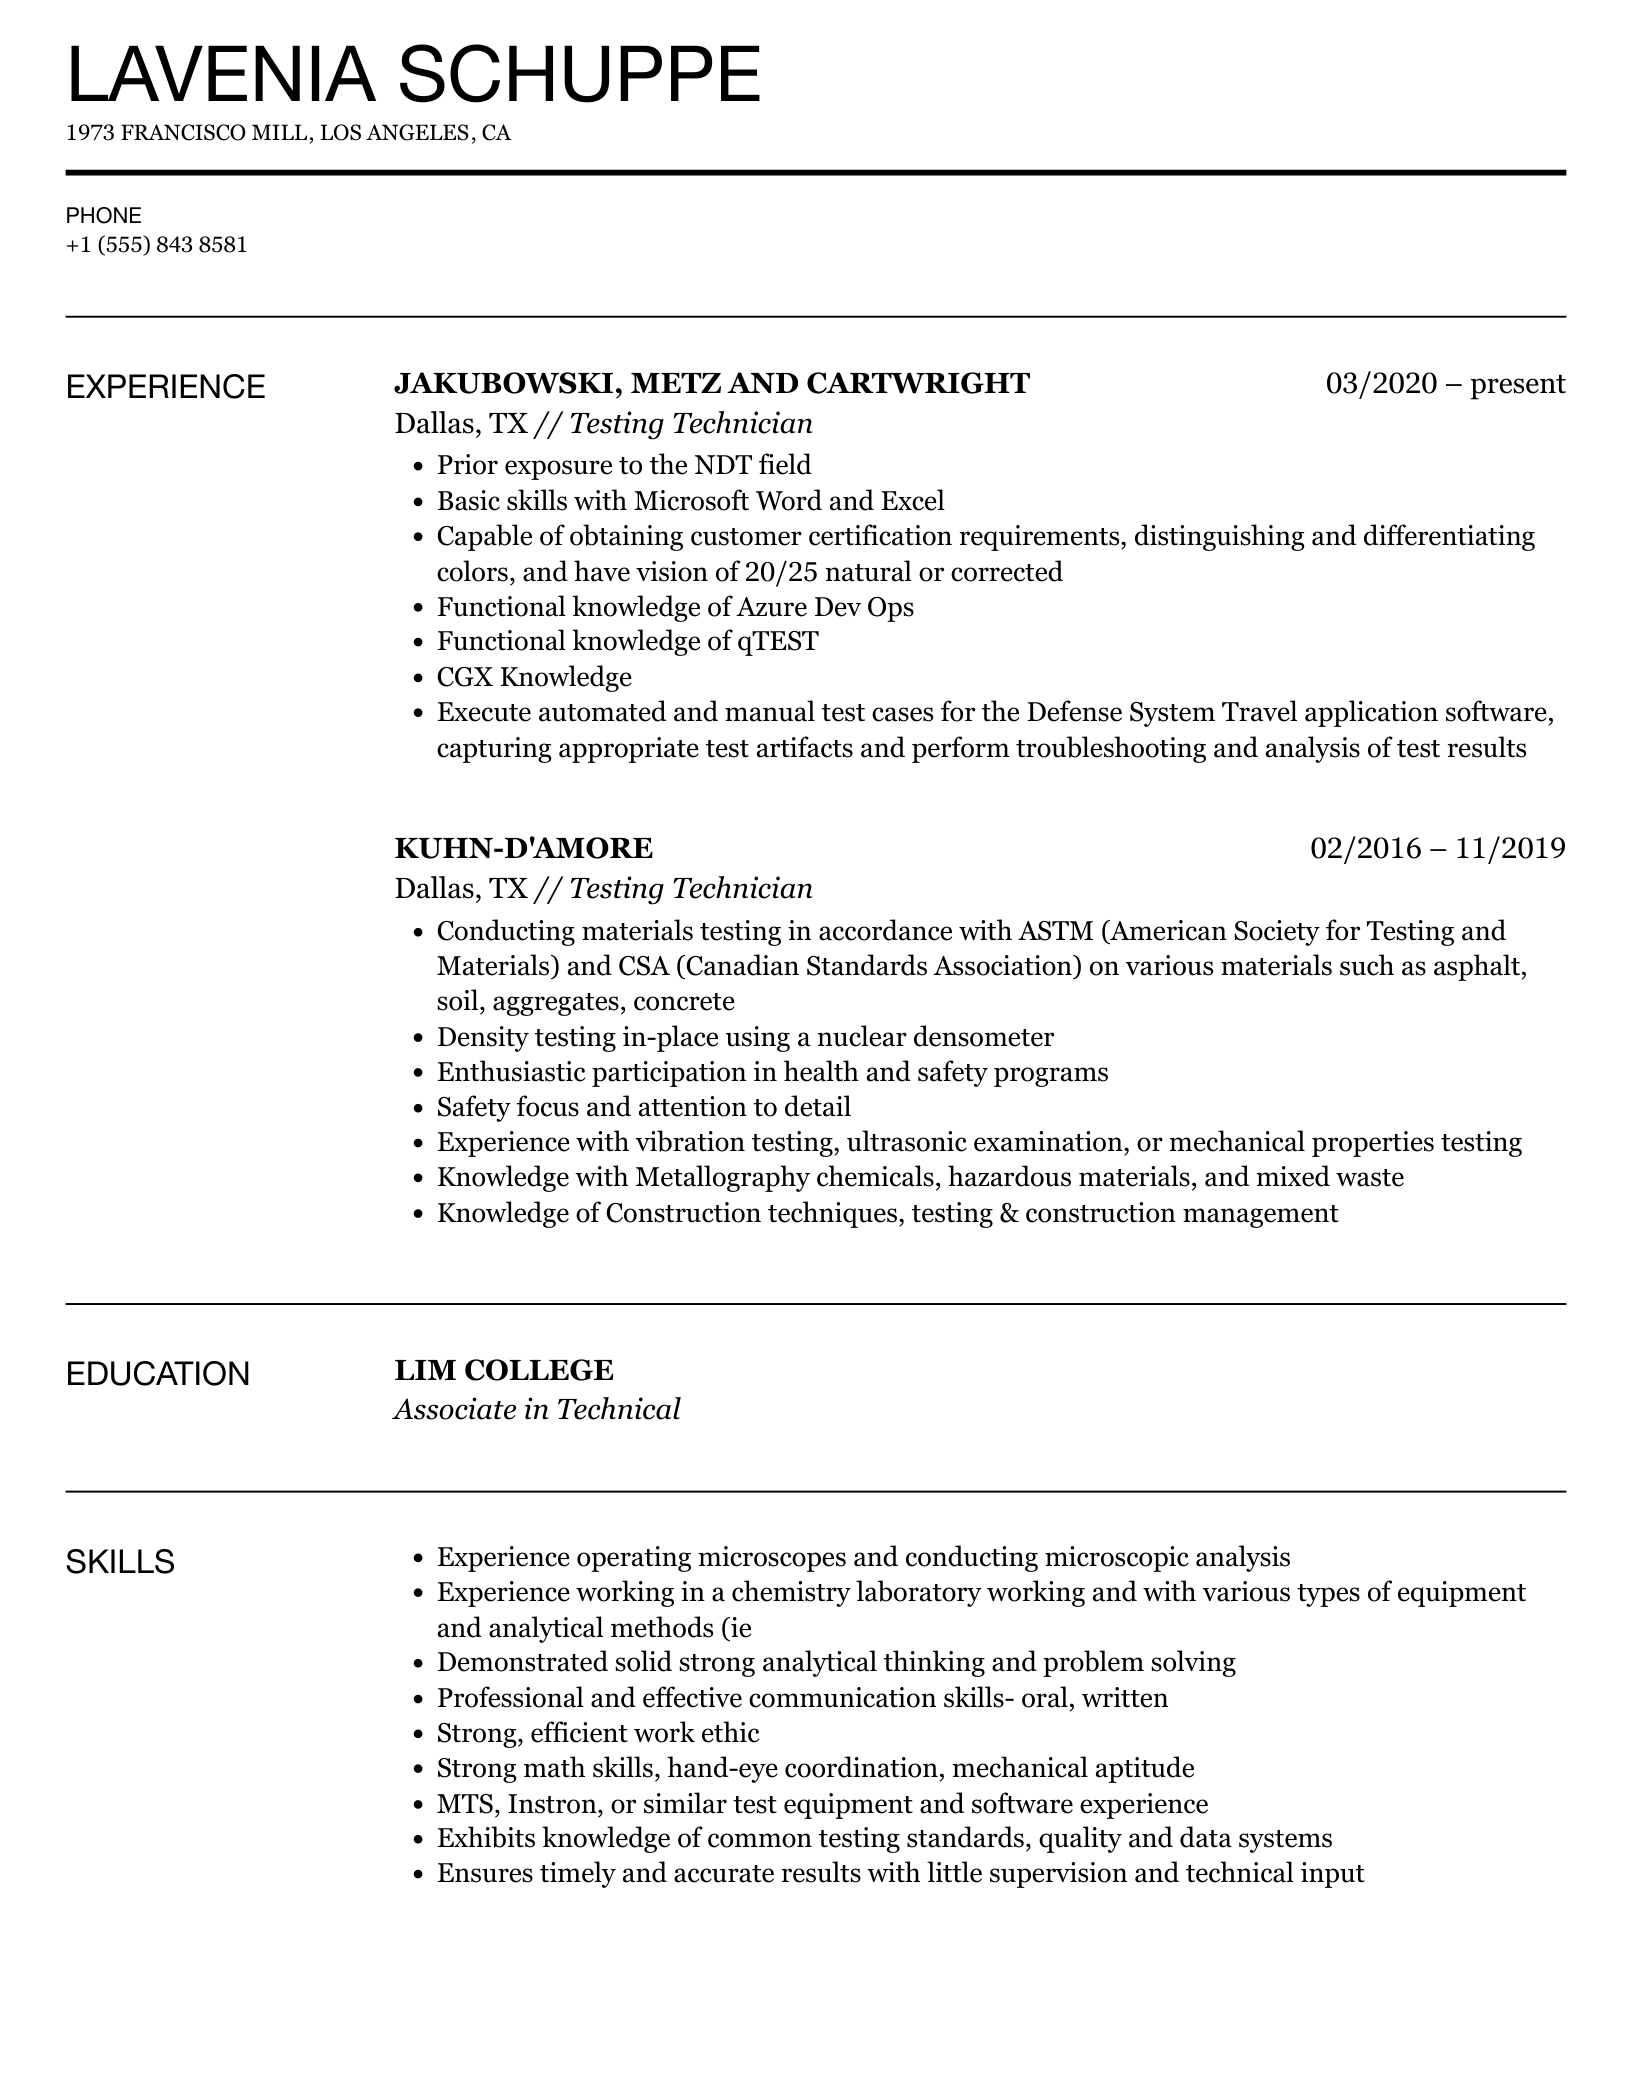 LAVENIA SCHUPPE
1973 FRANCISCO MILL, LOS ANGELES, CA
PHONE
+1 (555) 843 8581
EXPERIENCE
JAKUBOWSKI, METZ AND CARTWRIGHT 03/2020 – present
Dallas, TX // Testing Technician
• Prior exposure to the NDT field
• Basic skills with Microsoft Word and Excel
• Capable of obtaining customer certification requirements, distinguishing and differentiating
colors, and have vision of 20/25 natural or corrected
• Functional knowledge of Azure Dev Ops
• Functional knowledge of qTEST
• CGX Knowledge
• Execute automated and manual test cases for the Defense System Travel application software,
capturing appropriate test artifacts and perform troubleshooting and analysis of test results
KUHN-D'AMORE 02/2016 – 11/2019
Dallas, TX // Testing Technician
• Conducting materials testing in accordance with ASTM (American Society for Testing and
Materials) and CSA (Canadian Standards Association) on various materials such as asphalt,
soil, aggregates, concrete
• Density testing in-place using a nuclear densometer
• Enthusiastic participation in health and safety programs
• Safety focus and attention to detail
• Experience with vibration testing, ultrasonic examination, or mechanical properties testing
• Knowledge with Metallography chemicals, hazardous materials, and mixed waste
• Knowledge of Construction techniques, testing & construction management
EDUCATION
LIM COLLEGE
Associate in Technical
SKILLS
• Experience operating microscopes and conducting microscopic analysis
• Experience working in a chemistry laboratory working and with various types of equipment
and analytical methods (ie
• Demonstrated solid strong analytical thinking and problem solving
• Professional and effective communication skills- oral, written
• Strong, efficient work ethic
• Strong math skills, hand-eye coordination, mechanical aptitude
• MTS, Instron, or similar test equipment and software experience
• Exhibits knowledge of common testing standards, quality and data systems
• Ensures timely and accurate results with little supervision and technical input